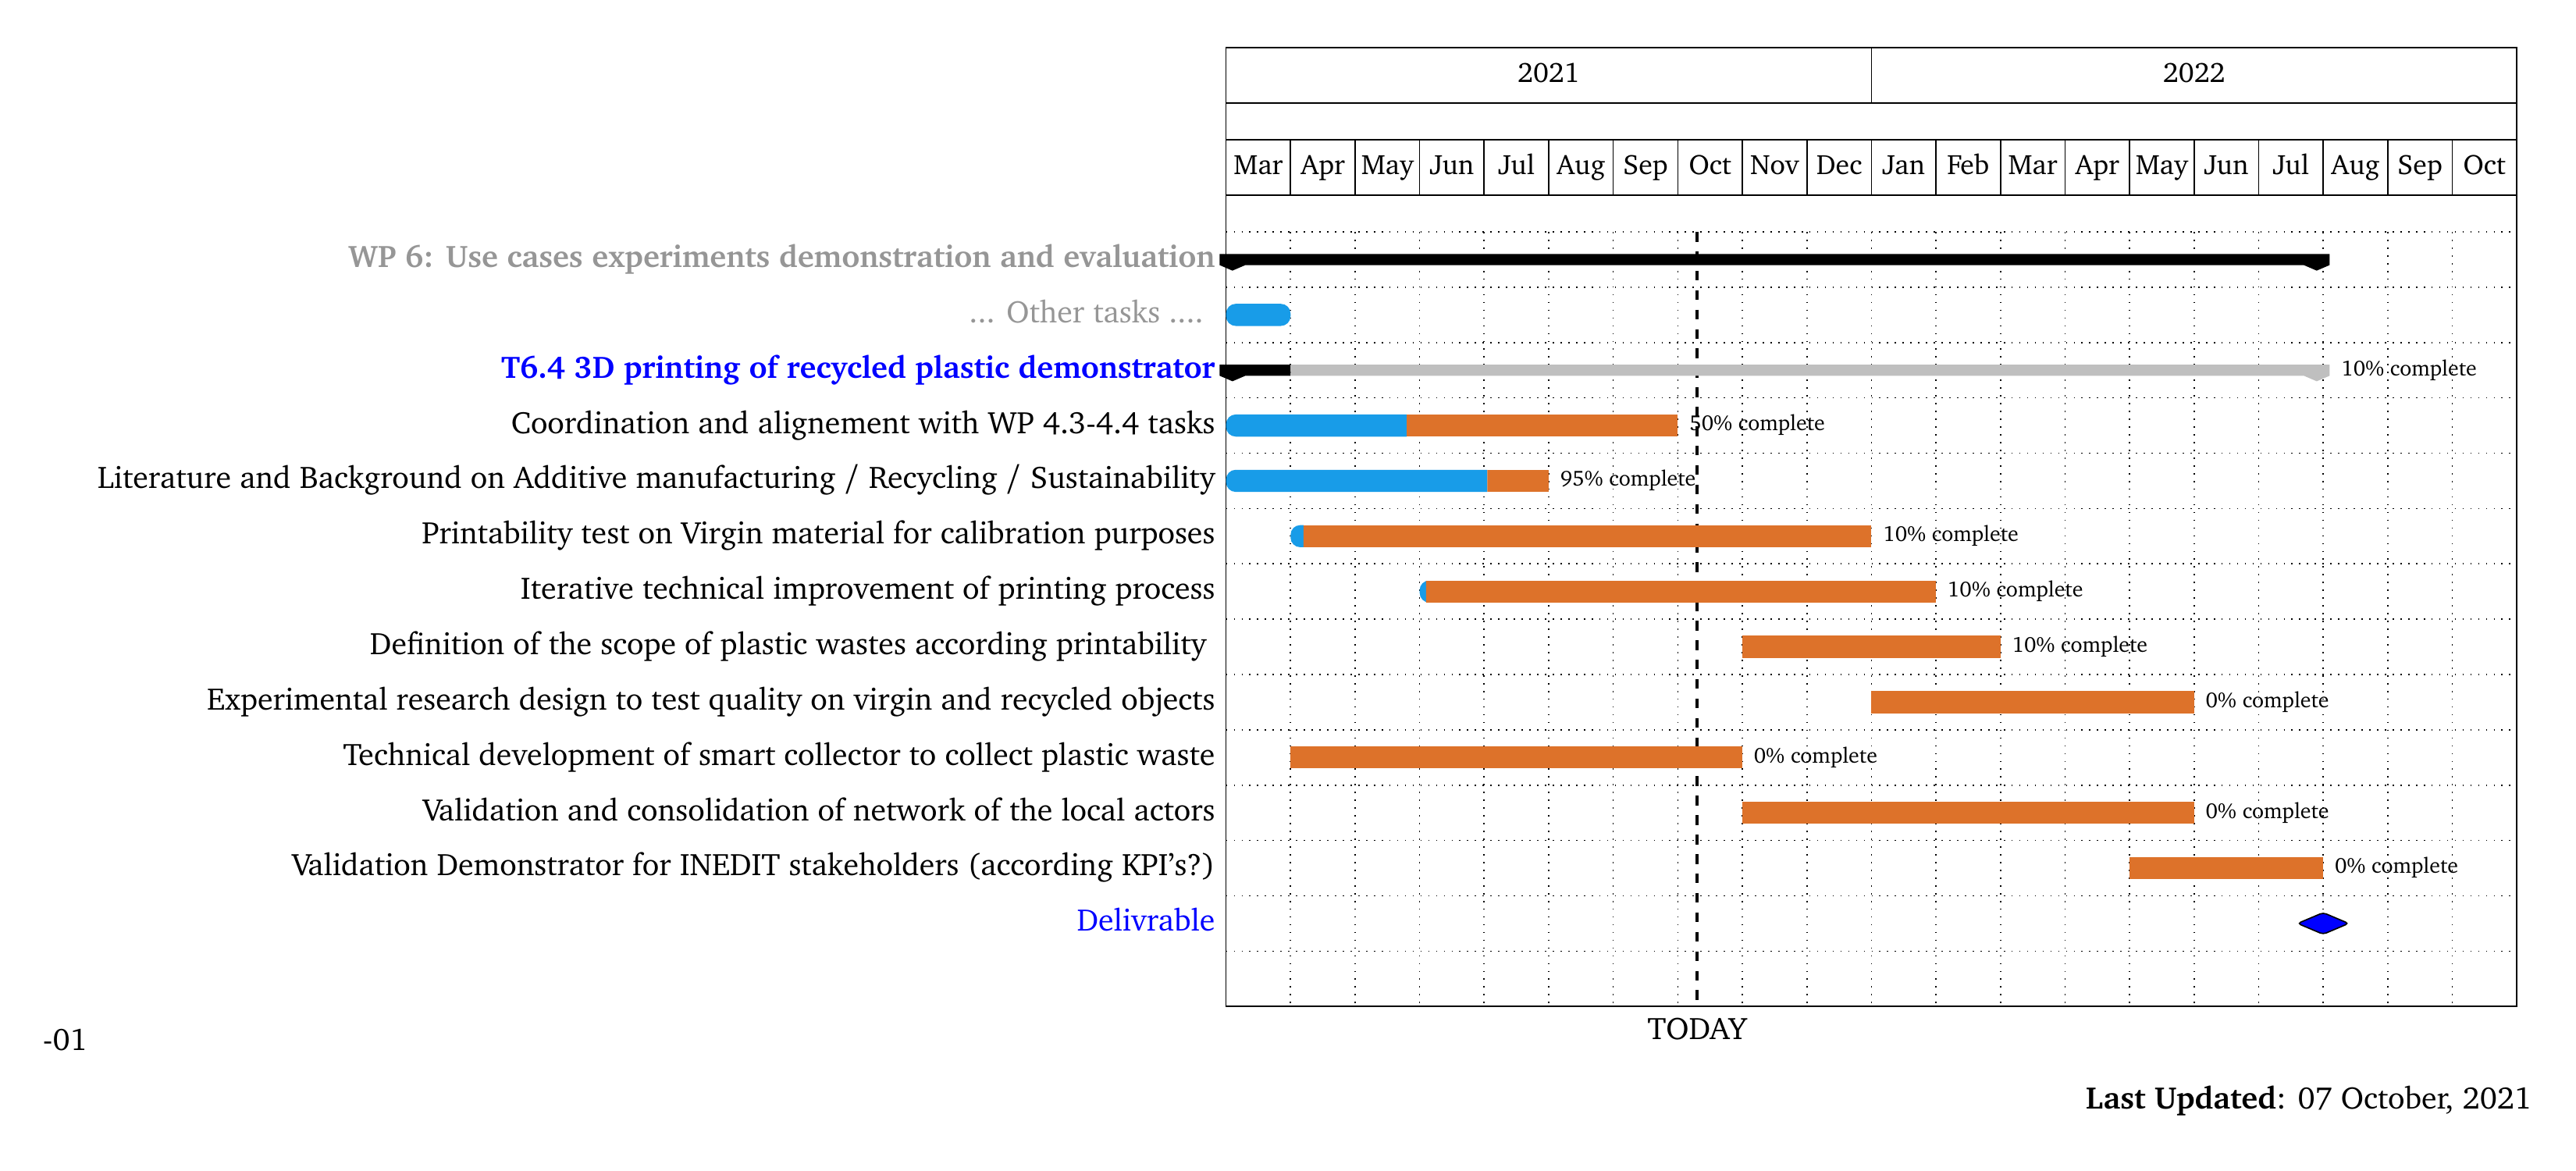 2021 2022
Mar Apr May Jun Jul Aug Sep Oct Nov Dec Jan Feb Mar Apr May Jun Jul Aug Sep Oct
WP 6: Use cases experiments demonstration and evaluation
... Other tasks ....
T6.4 3D printing of recycled plastic demonstrator 10% complete
Coordination and alignement with WP 4.3-4.4 tasks 50% complete
Literature and Background on Additive manufacturing / Recycling / Sustainability 95% complete
Printability test on Virgin material for calibration purposes 10% complete
Iterative technical improvement of printing process 10% complete
Definition of the scope of plastic wastes according printability 10% complete
Experimental research design to test quality on virgin and recycled objects 0% complete
Technical development of smart collector to collect plastic waste 0% complete
Validation and consolidation of network of the local actors 0% complete
Validation Demonstrator for INEDIT stakeholders (according KPI's?) 0% complete
Delivrable
TODAY
-01
Last Updated: 07 October, 2021